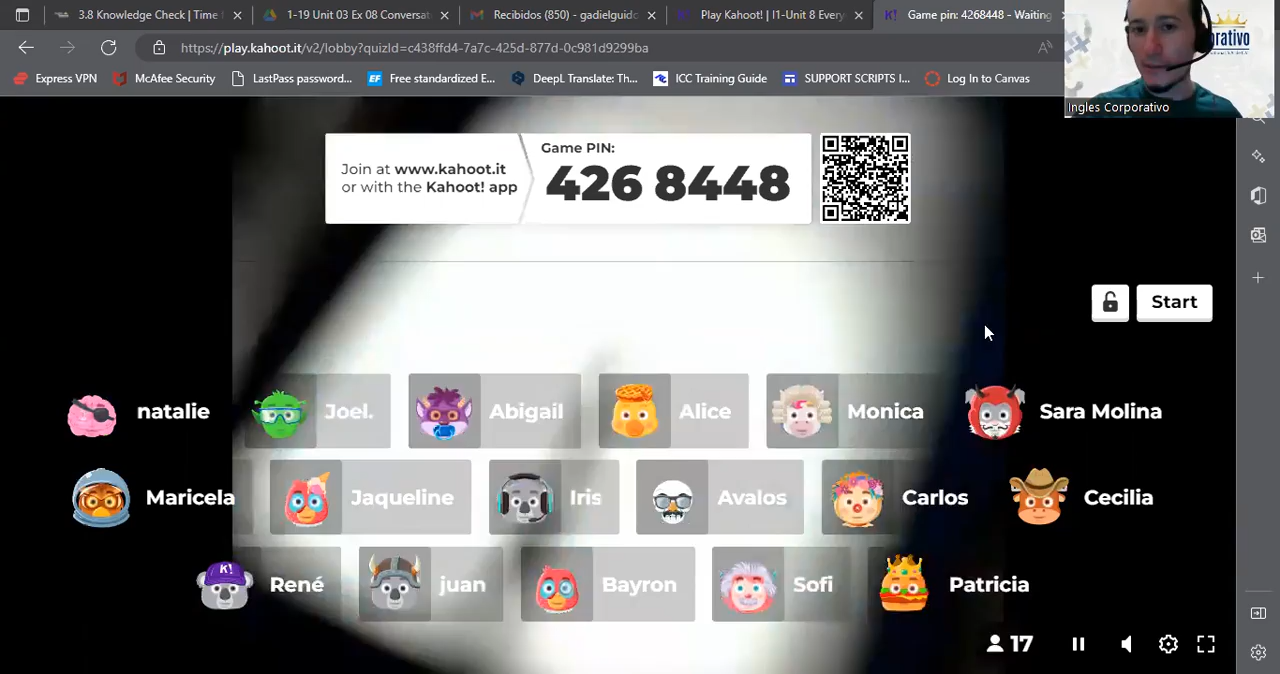 3.8 Knowledge Check | Time
1-19 Unit 03 Ex 08 Conversat
Recibidos (850) - gadielguido
Play Kahoot! | I1-Unit 8 Every
Game pin: 4268448 - Waiting
https://play.kahoot.it/v2/lobby?quizId=c438ffd4-7a7c-425d-877d-0c981d9299ba
Express VPN
McAfee Security
LastPass password...
EF
Free standardized E...
DeepL Translate: Th...
ICC Training Guide
SUPPORT SCRIPTS I...
Log In to Canvas
orativo
Ingles Corporativo
Join at www.kahoot.it
or with the Kahoot! app
Game PIN:
426 8448
Start
natalie
Joel.
Abigail
Alice
Monica
Sara Molina
Maricela
Jaqueline
Iris
Avalos
Carlos
Cecilia
K!
René
juan
Bayron
Sofi
Patricia
17